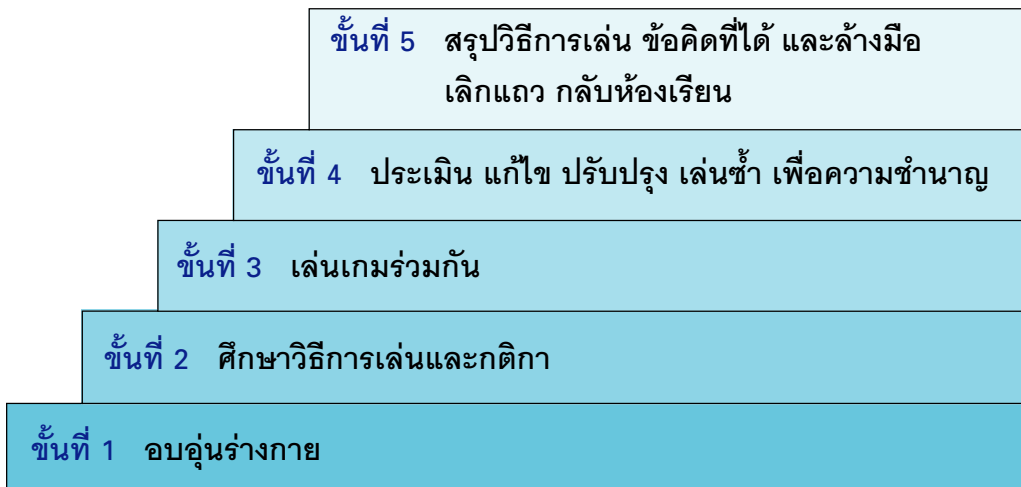 ขั้นที่ 5 สรุปวิธีการเล่น ข้อคิดที่ได้ และล้างมือ
เลิกแถว กลับห้องเรียน
ขั้นที่ 4 ประเมิน แก้ไข ปรับปรุง เล่นซ้ำ เพื่อความชำนาญ
ขั้นที่ 3 เล่นเกมร่วมกัน
ขั้นที่ 2 ศึกษาวิธีการเล่นและกติกา
ขั้นที่ 1 อบอุ่นร่างกาย